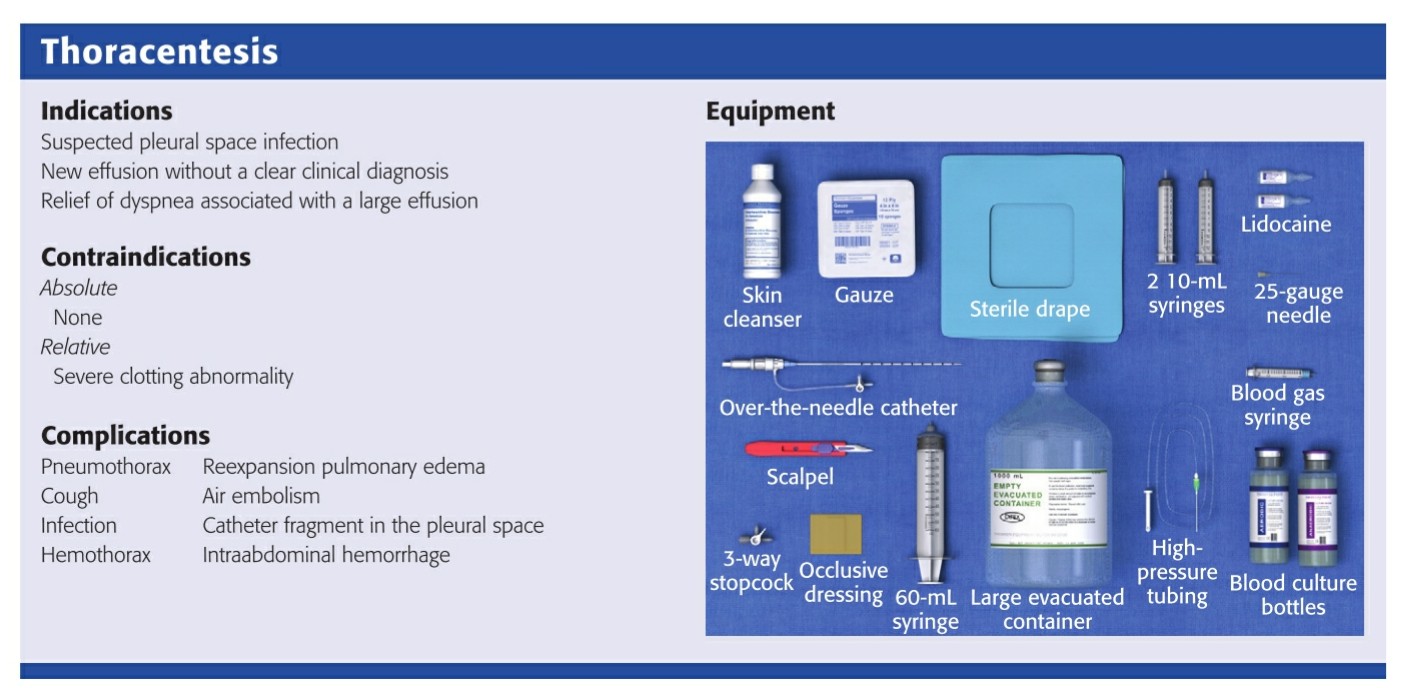 Thoracentesis
Indications
Suspected pleural space infection
New effusion without a clear clinical diagnosis
Relief of dyspnea associated with a large effusion
Contraindications
Absolute
None
Relative
Severe clotting abnormality
Complications
Pneumothorax Reexpansion pulmonary edema
Cough Air embolism
Infection Catheter fragment in the pleural space
Hemothorax Intraabdominal hemorrhage
Equipment
Skin
cleanser
Gauze
Sponges
Gauze
Sterile drape
2 10-mL
syringes
Lidocaine
25-gauge
needle
Over-the-needle catheter
Blood gas
syringe
Scalpel
1000 mL
EMPTY
EVACUATED
CONTAINER
3-way
stopcock
Occlusive
dressing
60-mL
syringe
Large evacuated
container
High-
pressure
tubing
AEROBIC
ANAEROBIC
Blood culture
bottles